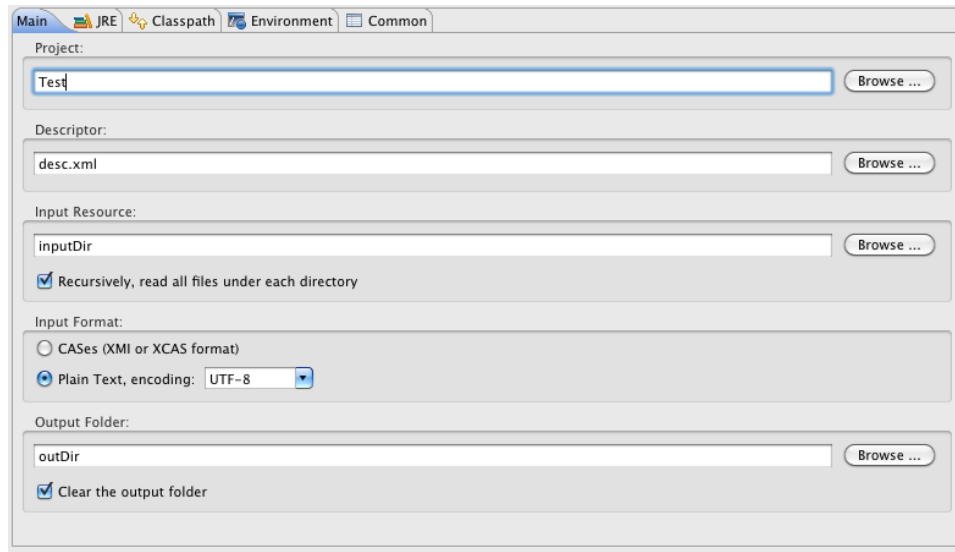 Main JRE Classpath Environment Common
Project:
Test Browse ...
Descriptor:
desc.xml Browse ...
Input Resource:
inputDir Browse ...
Recursively, read all files under each directory
Input Format:
CASes (XMI or XCAS format)
Plain Text, encoding: UTF-8
Output Folder:
outDir Browse ...
Clear the output folder